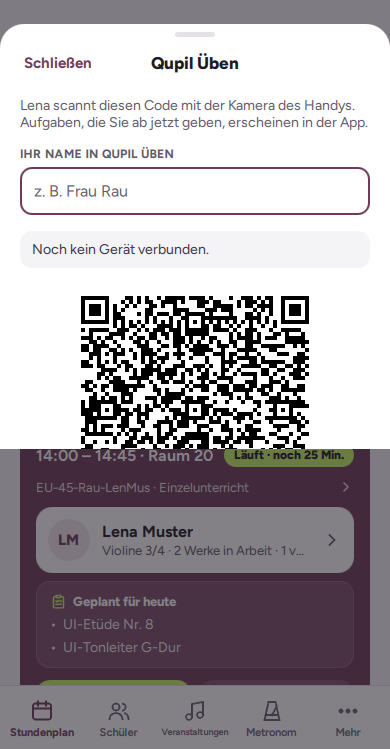 Schließen
Qupil Üben
Lena scannt diesen Code mit der Kamera des Handys.
Aufgaben, die Sie ab jetzt geben, erscheinen in der App.
IHR NAME IN QUPIL ÜBEN
z. B. Frau Rau
Noch kein Gerät verbunden.
14:00 – 14:45 · Raum 20
Läuft · noch 25 Min.
EU-45-Rau-LenMus · Einzelunterricht
LM
Lena Muster
Violine 3/4 · 2 Werke in Arbeit · 1 v...
Geplant für heute
• UI-Etüde Nr. 8
• UI-Tonleiter G-Dur
Stundenplan
Schüler
Veranstaltungen
Metronom
Mehr